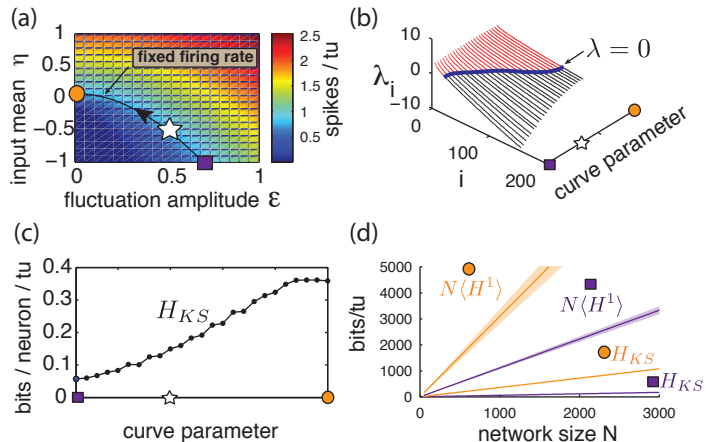 (a)
input mean η
1
0.5
0
−0.5
-1
0
0.5
1
fluctuation amplitude ε
fixed firing rate
2.5
2
1.5
1
0.5
spikes / tu
(b)
λi
10
0
−10
λ = 0
100
200
i
curve parameter
(c)
bits / neuron / tu
0.4
0.3
0.2
0.1
0
HKS
curve parameter
(d)
bits/tu
5000
4000
3000
2000
1000
0
N⟨H¹⟩
N⟨H¹⟩
HKS
HKS
0
1000
2000
3000
network size N